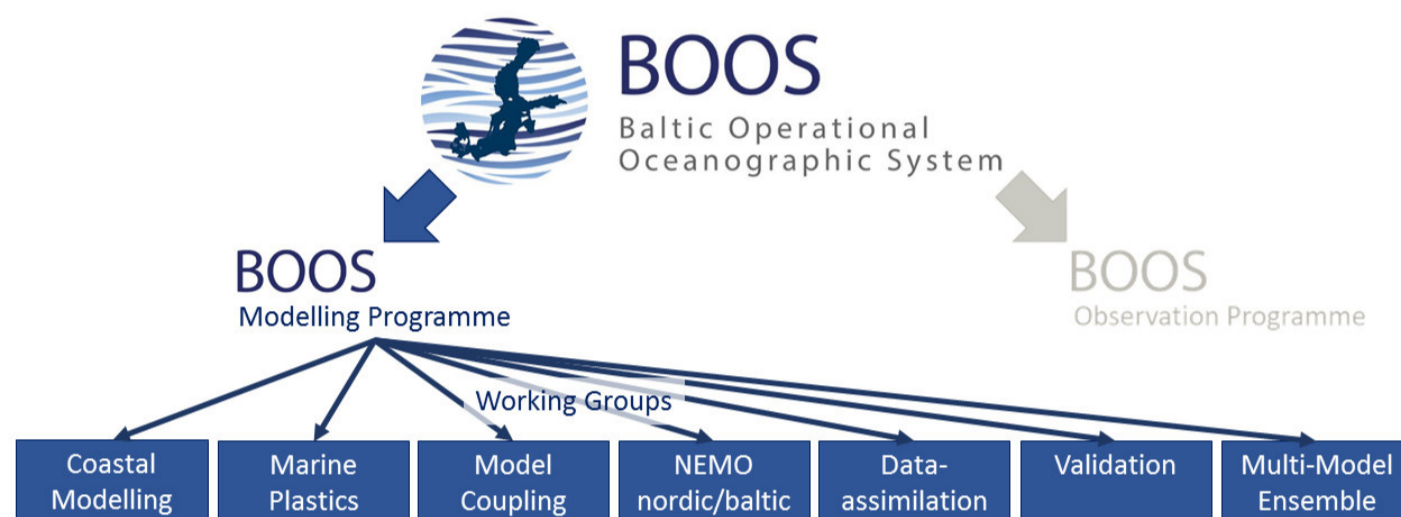 BOOS
Baltic Operational
Oceanographic System
BOOS
Modelling Programme
BOOS
Observation Programme
Working Groups
Coastal
Modelling
Marine
Plastics
Model
Coupling
NEMO
nordic/baltic
Data-
assimilation
Validation
Multi-Model
Ensemble